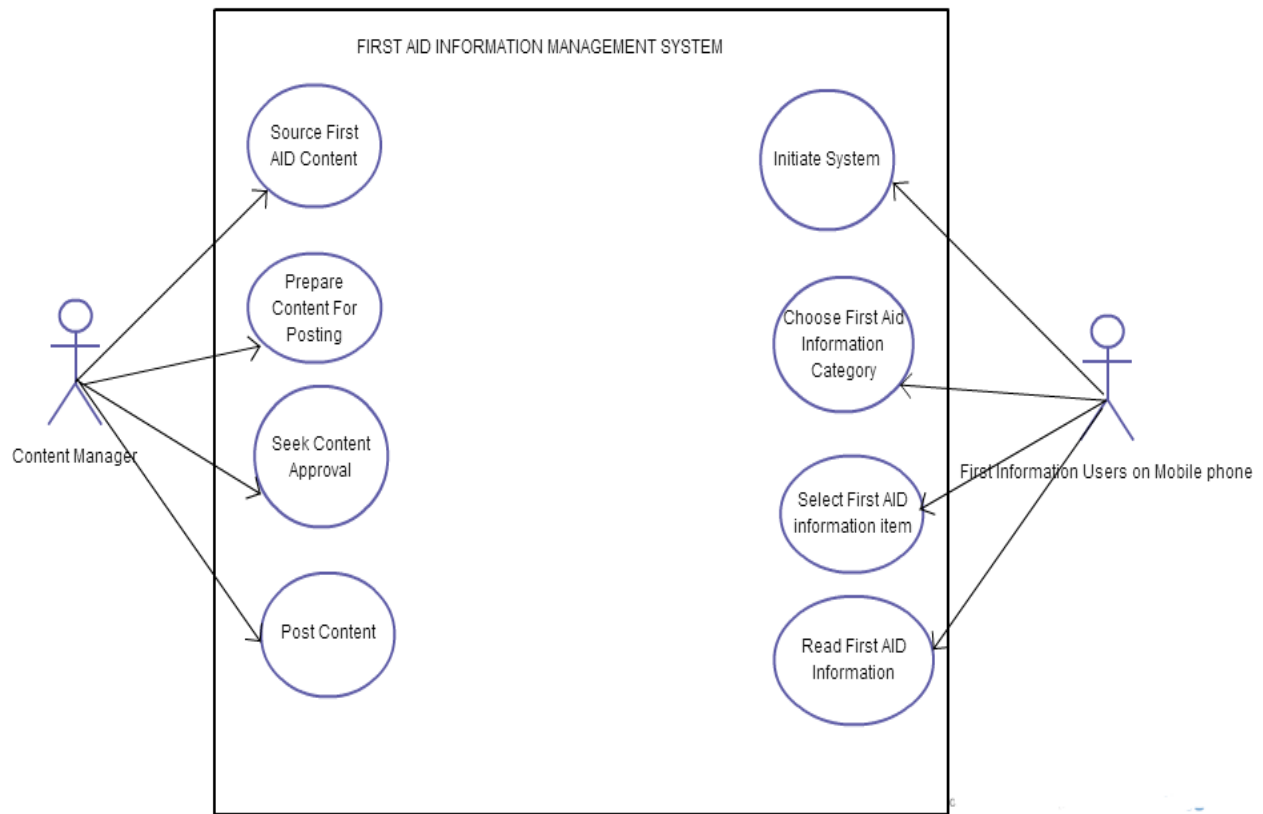 FIRST AID INFORMATION MANAGEMENT SYSTEM
Source First
AID Content
Prepare
Content For
Posting
Seek Content
Approval
Post Content
Content Manager
Initiate System
Choose First Aid
Information
Category
Select First AID
information item
Read First AID
Information
First Information Users on Mobile phone